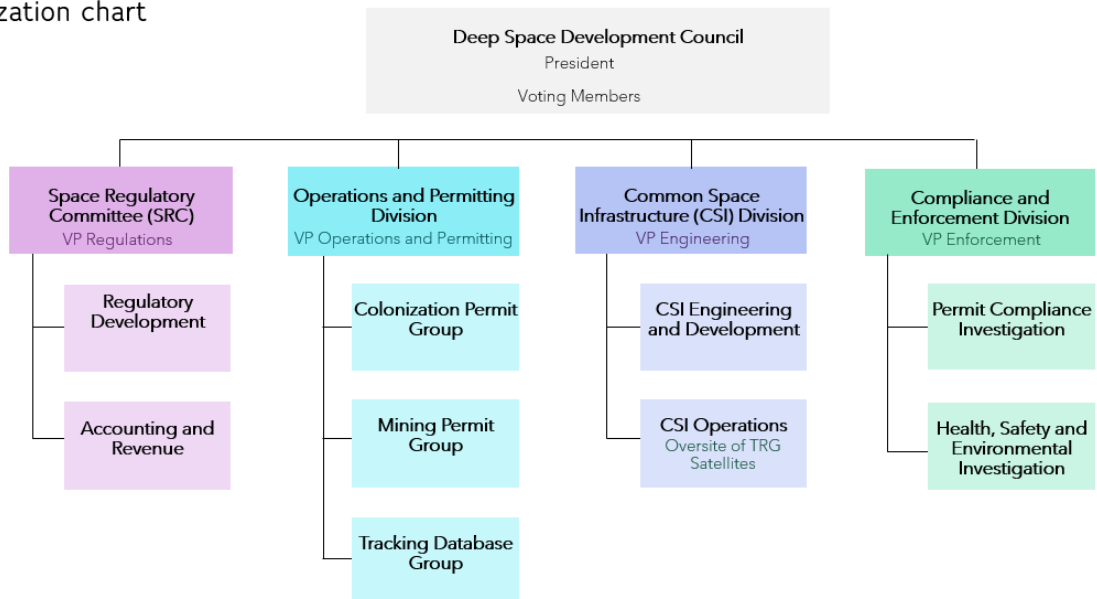 zation chart
Deep Space Development Council
President
Voting Members
Space Regulatory
Committee (SRC)
VP Regulations
Operations and Permitting
Division
VP Operations and Permitting
Common Space
Infrastructure (CSI) Division
VP Engineering
Compliance and
Enforcement Division
VP Enforcement
Regulatory
Development
Colonization Permit
Group
CSI Engineering
and Development
Permit Compliance
Investigation
Accounting and
Revenue
Mining Permit
Group
CSI Operations
Oversite of TRG
Satellites
Health, Safety and
Environmental
Investigation
Tracking Database
Group